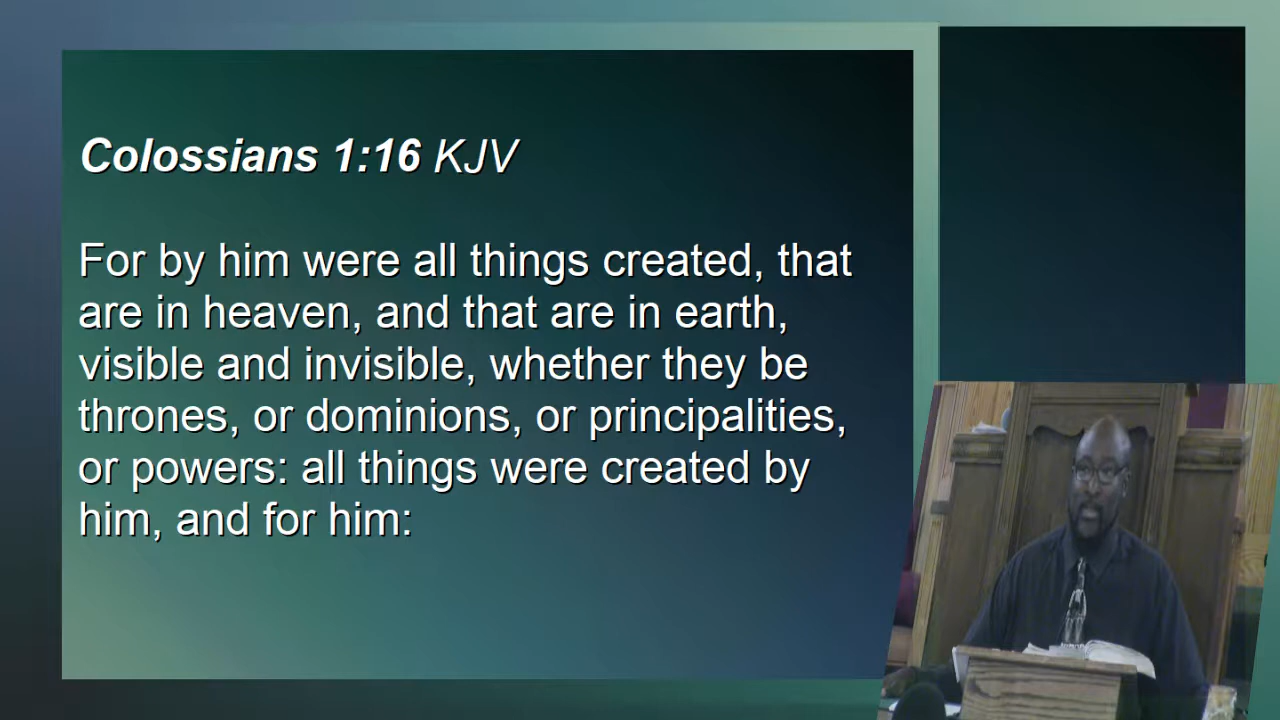 Colossians 1:16 KJV
For by him were all things created, that
are in heaven, and that are in earth,
visible and invisible, whether they be
thrones, or dominions, or principalities,
or powers: all things were created by
him, and for him: